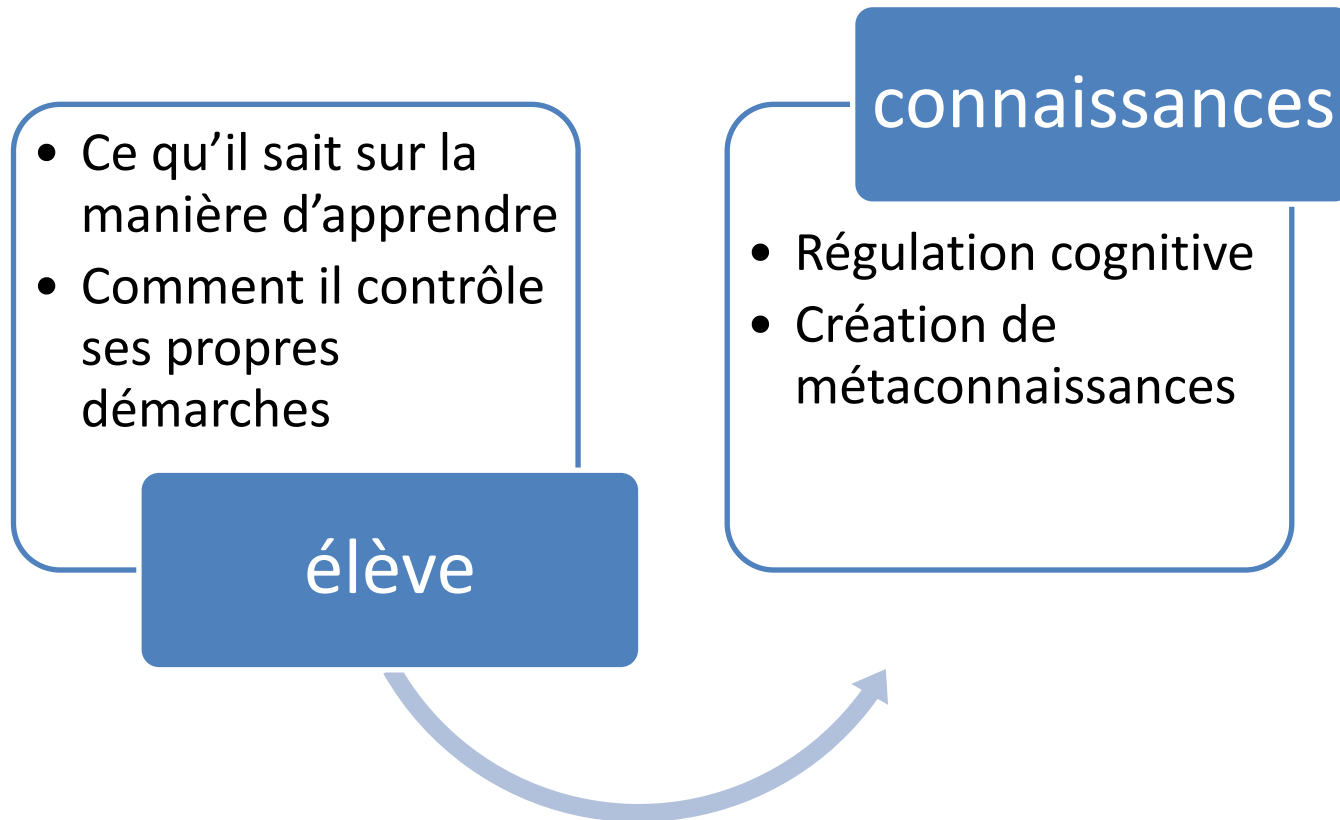 • Ce qu’il sait sur la
manière d’apprendre
• Comment il contrôle
ses propres
démarches
élève
connaissances
• Régulation cognitive
• Création de
métaconnaissances